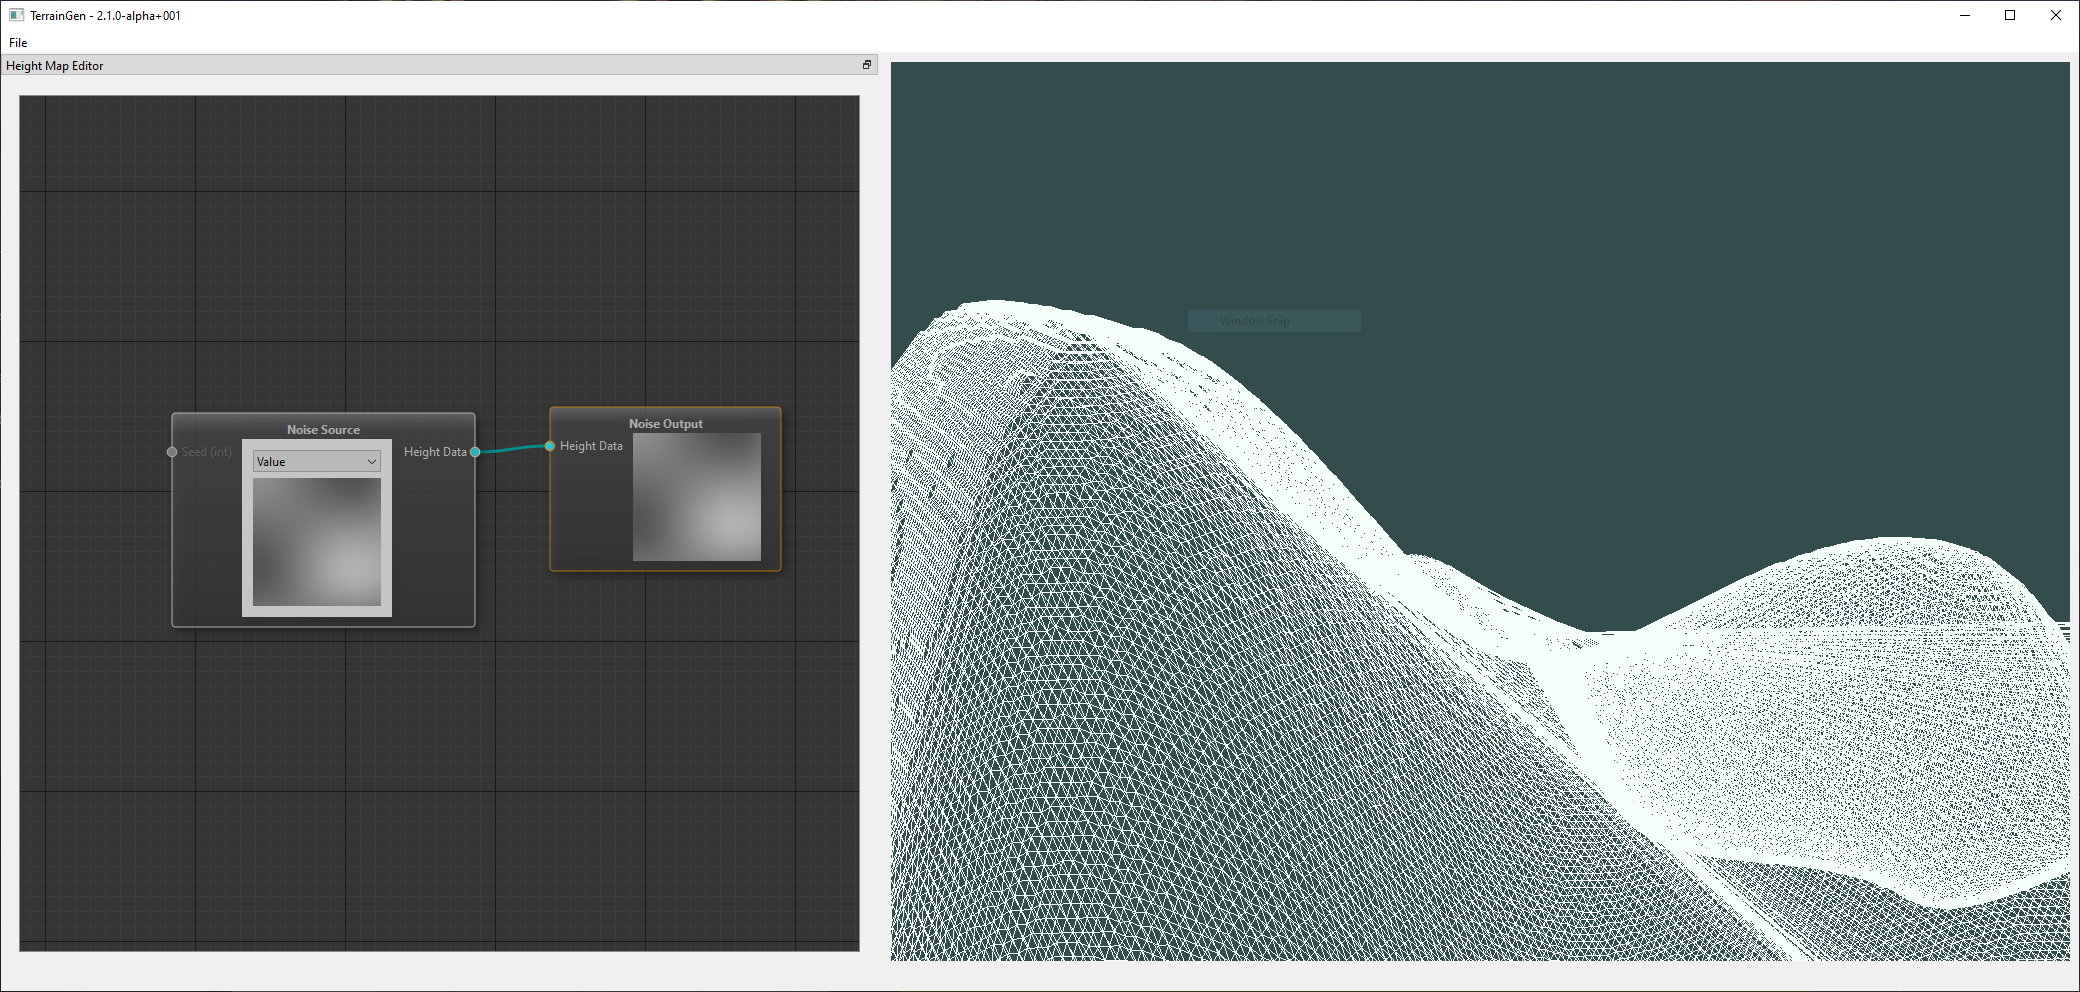 TerrainGen - 2.1.0-alpha+001
File
Height Map Editor
Noise Source
Seed (int)
Value
Height Data
Noise Output
Height Data
Window Snip